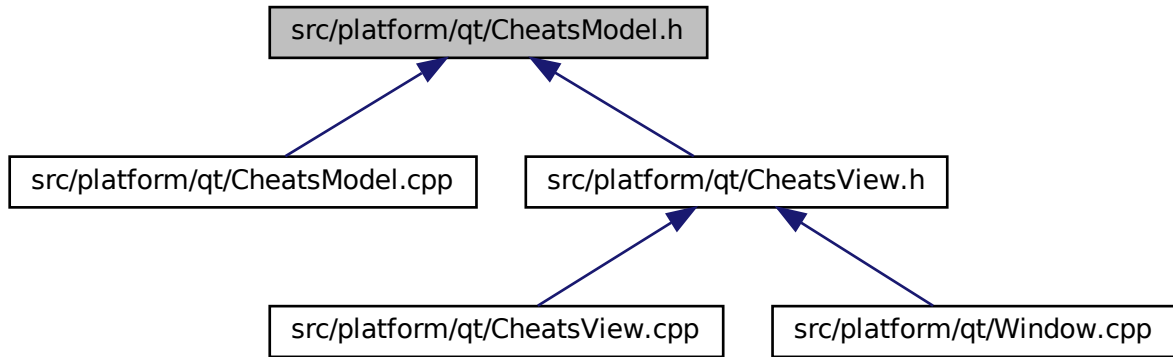 src/platform/qt/CheatsModel.h
src/platform/qt/CheatsModel.cpp
src/platform/qt/CheatsView.h
src/platform/qt/CheatsView.cpp
src/platform/qt/Window.cpp